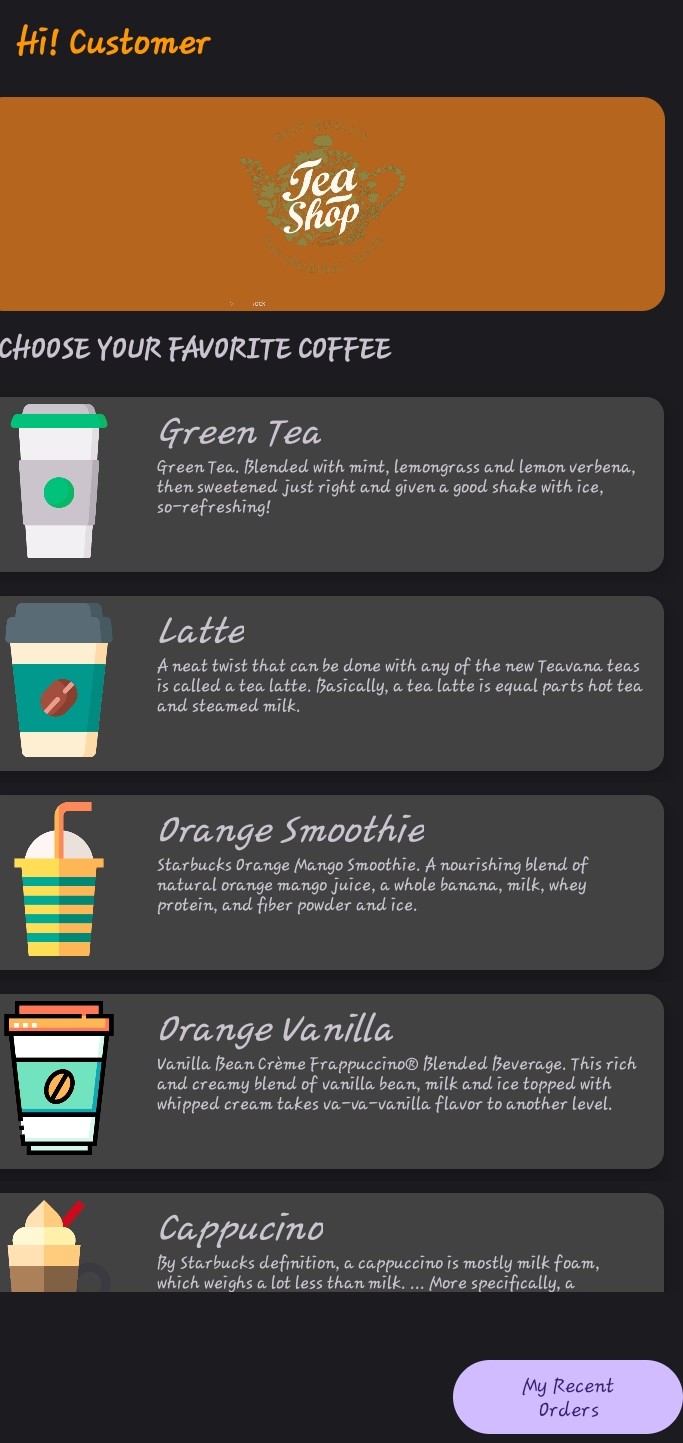 Hi! Customer
Tea
Shop
CHOOSE YOUR FAVORITE COFFEE
Green Tea
Green Tea. Blended with mint, lemongrass and lemon verbena,
then sweetened just right and given a good shake with ice,
so-refreshing!
Latte
A neat twist that can be done with any of the new Teavana teas
is called a tea latte. Basically, a tea latte is equal parts hot tea
and steamed milk.
Orange Smoothie
Starbucks Orange Mango Smoothie. A nourishing blend of
natural orange mango juice, a whole banana, milk, whey
protein, and fiber powder and ice.
Orange Vanilla
Vanilla Bean Crème Frappuccino® Blended Beverage. This rich
and creamy blend of vanilla bean, milk and ice topped with
whipped cream takes va-va-vanilla flavor to another level.
Cappucino
By Starbucks definition, a cappuccino is mostly milk foam,
which weighs a lot less than milk. ... More specifically, a
My Recent
Orders